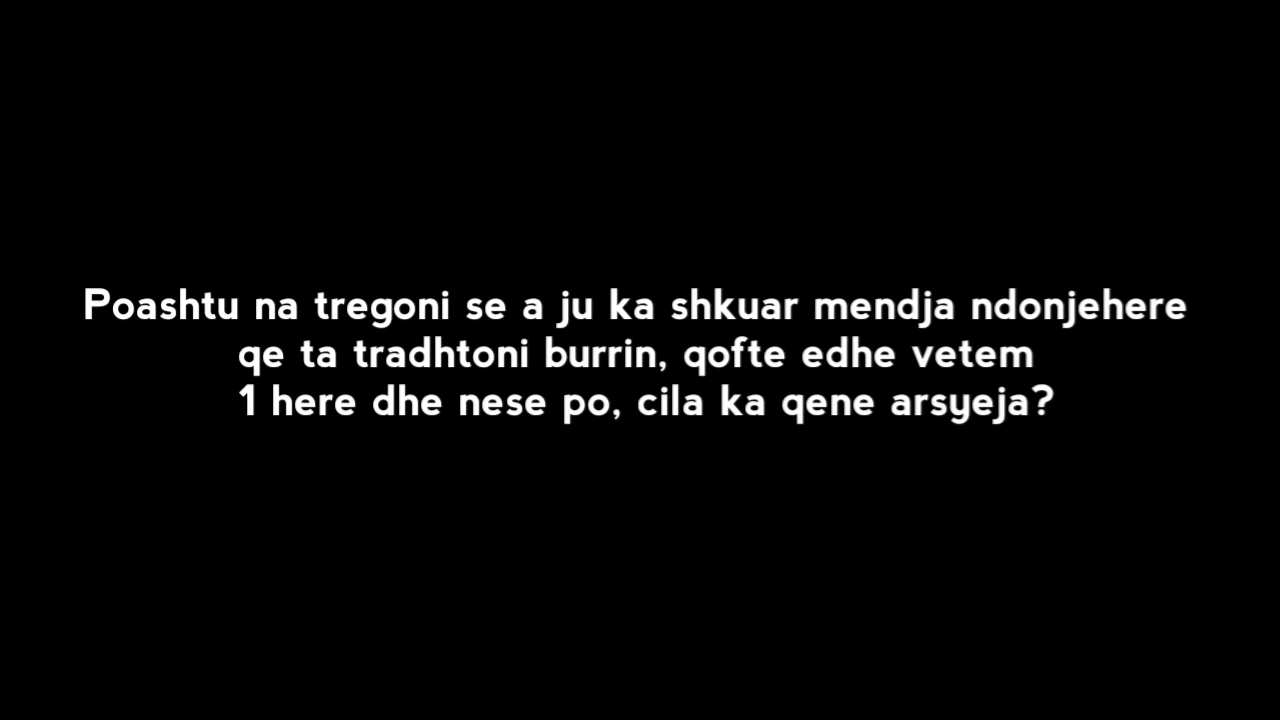 Poashtu na tregoni se a ju ka shkuar mendja ndonjehere
qe ta tradhtoni burrin, qofte edhe vetem
1 here dhe nese po, cila ka qene arsyeja?